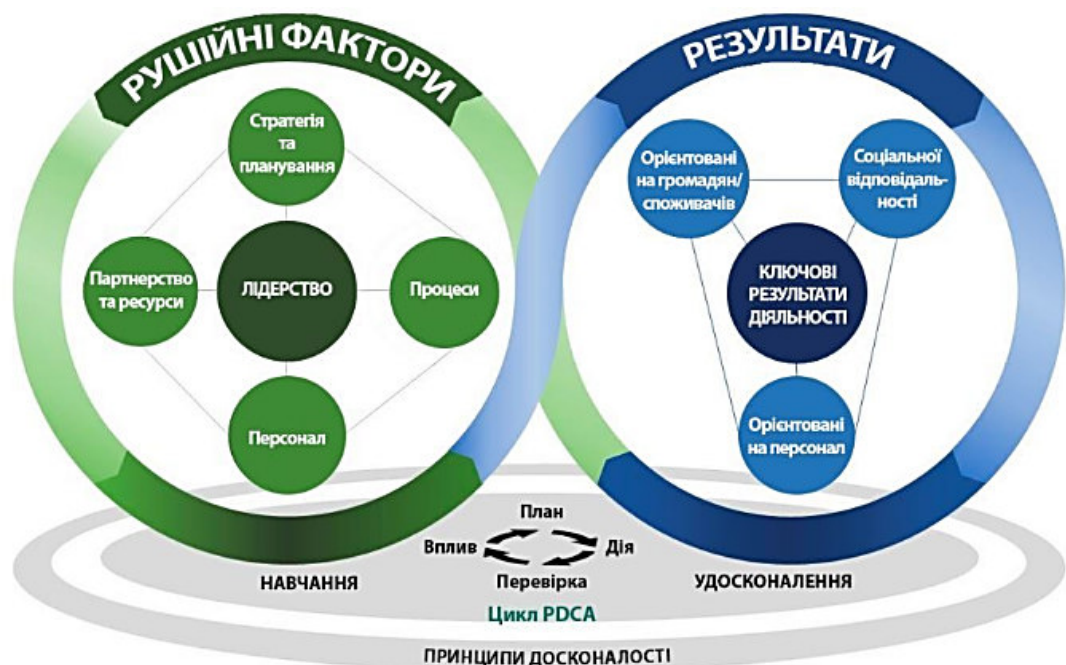 РУШІЙНІ ФАКТОРИ
РЕЗУЛЬТАТИ
Стратегія
та
планування
Партнерство
та ресурси
ЛІДЕРСТВО
Процеси
Персонал
Орієнтовані
на громадян/
споживачів
Соціальної
відповідаль-
ності
КЛЮЧОВІ
РЕЗУЛЬТАТИ
ДІЯЛЬНОСТІ
Орієнтовані
на персонал
План
Вплив
Дія
Перевірка
НАВЧАННЯ
УДОСКОНАЛЕННЯ
Цикл PDCA
ПРИНЦИПИ ДОСКОНАЛОСТІ